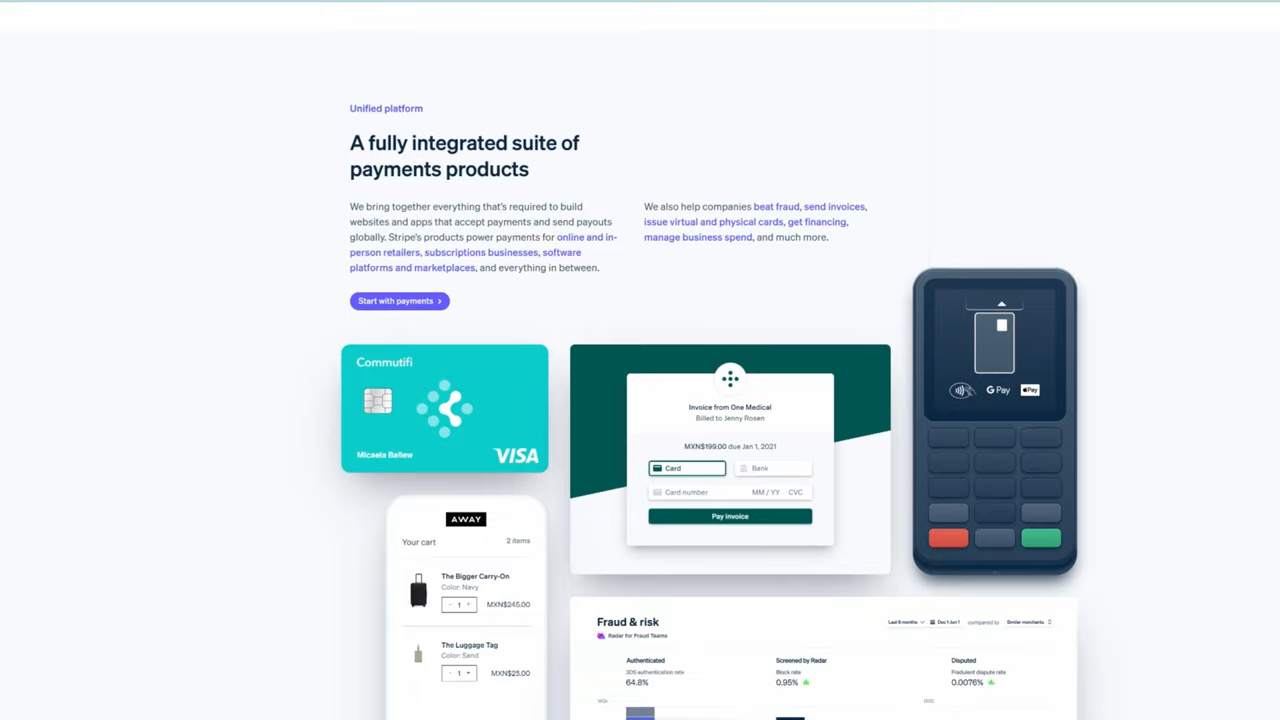 Unified platform
A fully integrated suite of
payments products
We bring together everything that's required to build
websites and apps that accept payments and send payouts
globally. Stripe's products power payments for online and in-
person retailers, subscriptions businesses, software
platforms and marketplaces, and everything in between.
We also help companies beat fraud, send invoices,
issue virtual and physical cards, get financing,
manage business spend, and much more.
Start with payments
Commutifi
Micaela Ballew
VISA
Invoice from One Medical
Billed to Jenny Rosen
MXN$199.00 due Jan 1, 2021
Card
Bank
Card number MM / YY CVC
Pay invoice
G Pay
Pay
AWAY
Your cart 2 items
The Bigger Carry-On
Color: Navy
- 1 + MXN$245.00
The Luggage Tag
Color: Sand
- 1 + MXN$25.00
Fraud & risk
Radar for Fraud Teams
Last 6 months Dec 1-Jun 1 compared to Similar merchants
Authenticated
3DS authentication rate
64.8%
Screened by Radar
Block rate
0.95%
Disputed
Fradulent dispute rate
0.0076%